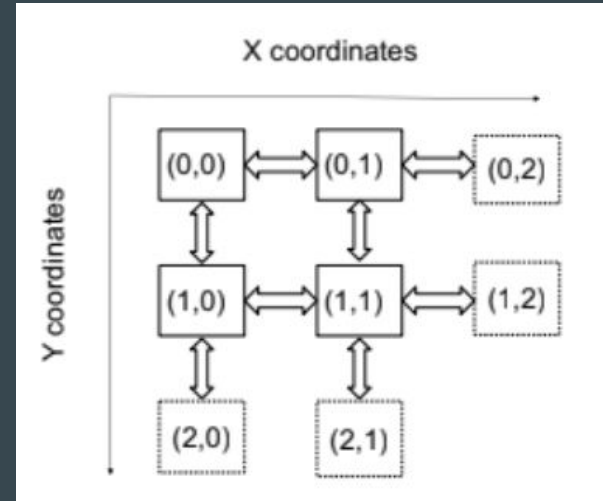 X coordinates
Y coordinates
(0,0) (0,1) (0,2)
(1,0) (1,1) (1,2)
(2,0) (2,1)